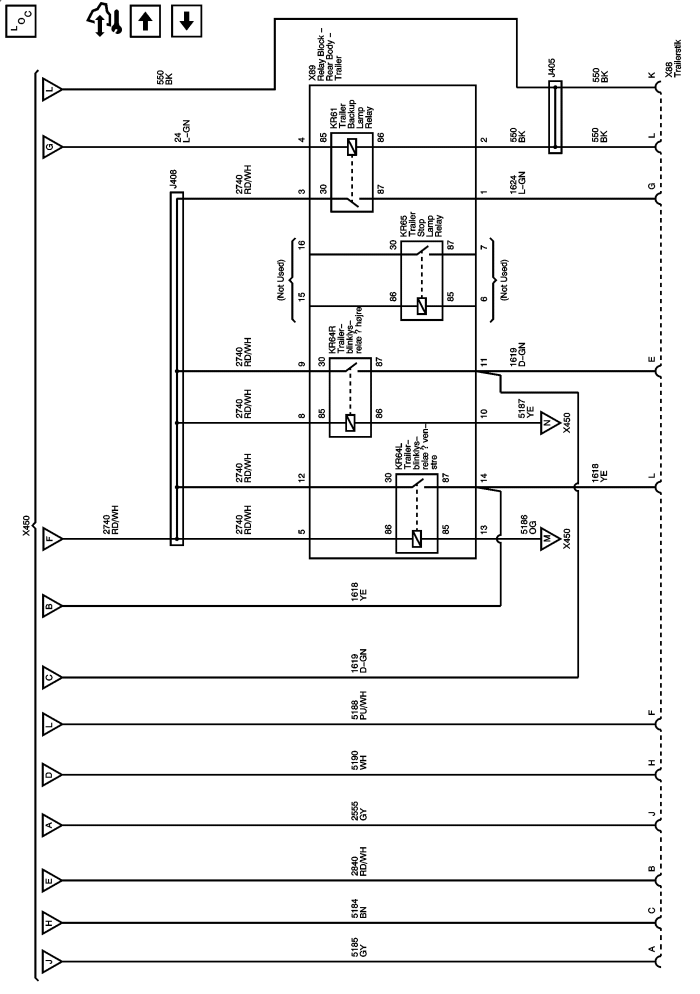 LOC
X450
L
550
BK
J405
550
BK
K
X88
Trailerstik
X89
Relay Block –
Rear Body –
Trailer
G
24
L–GN
4
85
KR61
Trailer
Backup
Lamp
Relay
86
2
550
BK
550
BK
L
J408
2740
RD/WH
3
30
87
1
1624
L–GN
G
(Not Used)
16
30
KR65
Trailer
Stop
Lamp
Relay
87
7
(Not Used)
15
86
85
6
2740
RD/WH
9
30
KR64R
Trailer–
blinklys–
relæ ? højre
87
11
1619
D–GN
E
2740
RD/WH
8
85
86
10
5187
YE
N
X450
2740
RD/WH
12
30
KR64L
Trailer–
blinklys–
relæ ? ven–
stre
87
14
1618
YE
L
F
2740
RD/WH
2740
RD/WH
5
86
85
13
5186
OG
M
X450
B
1618
YE
C
1619
D–GN
L
5188
PU/WH
F
D
5190
WH
H
A
2555
GY
J
E
2840
RD/WH
B
H
5184
BN
C
J
5185
GY
A